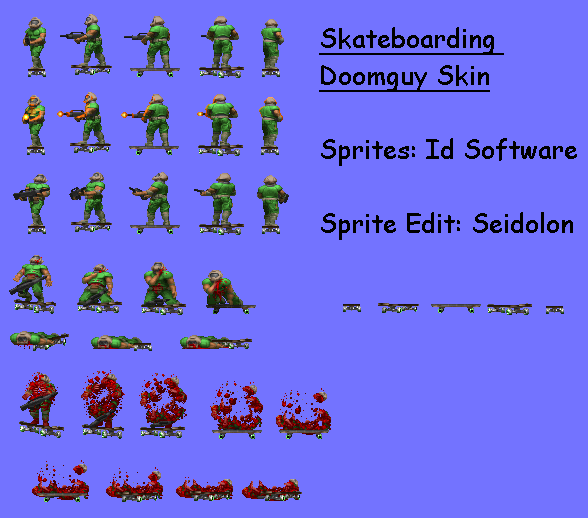 Skateboarding
Doomguy Skin
Sprites: Id Software
Sprite Edit: Seidolon